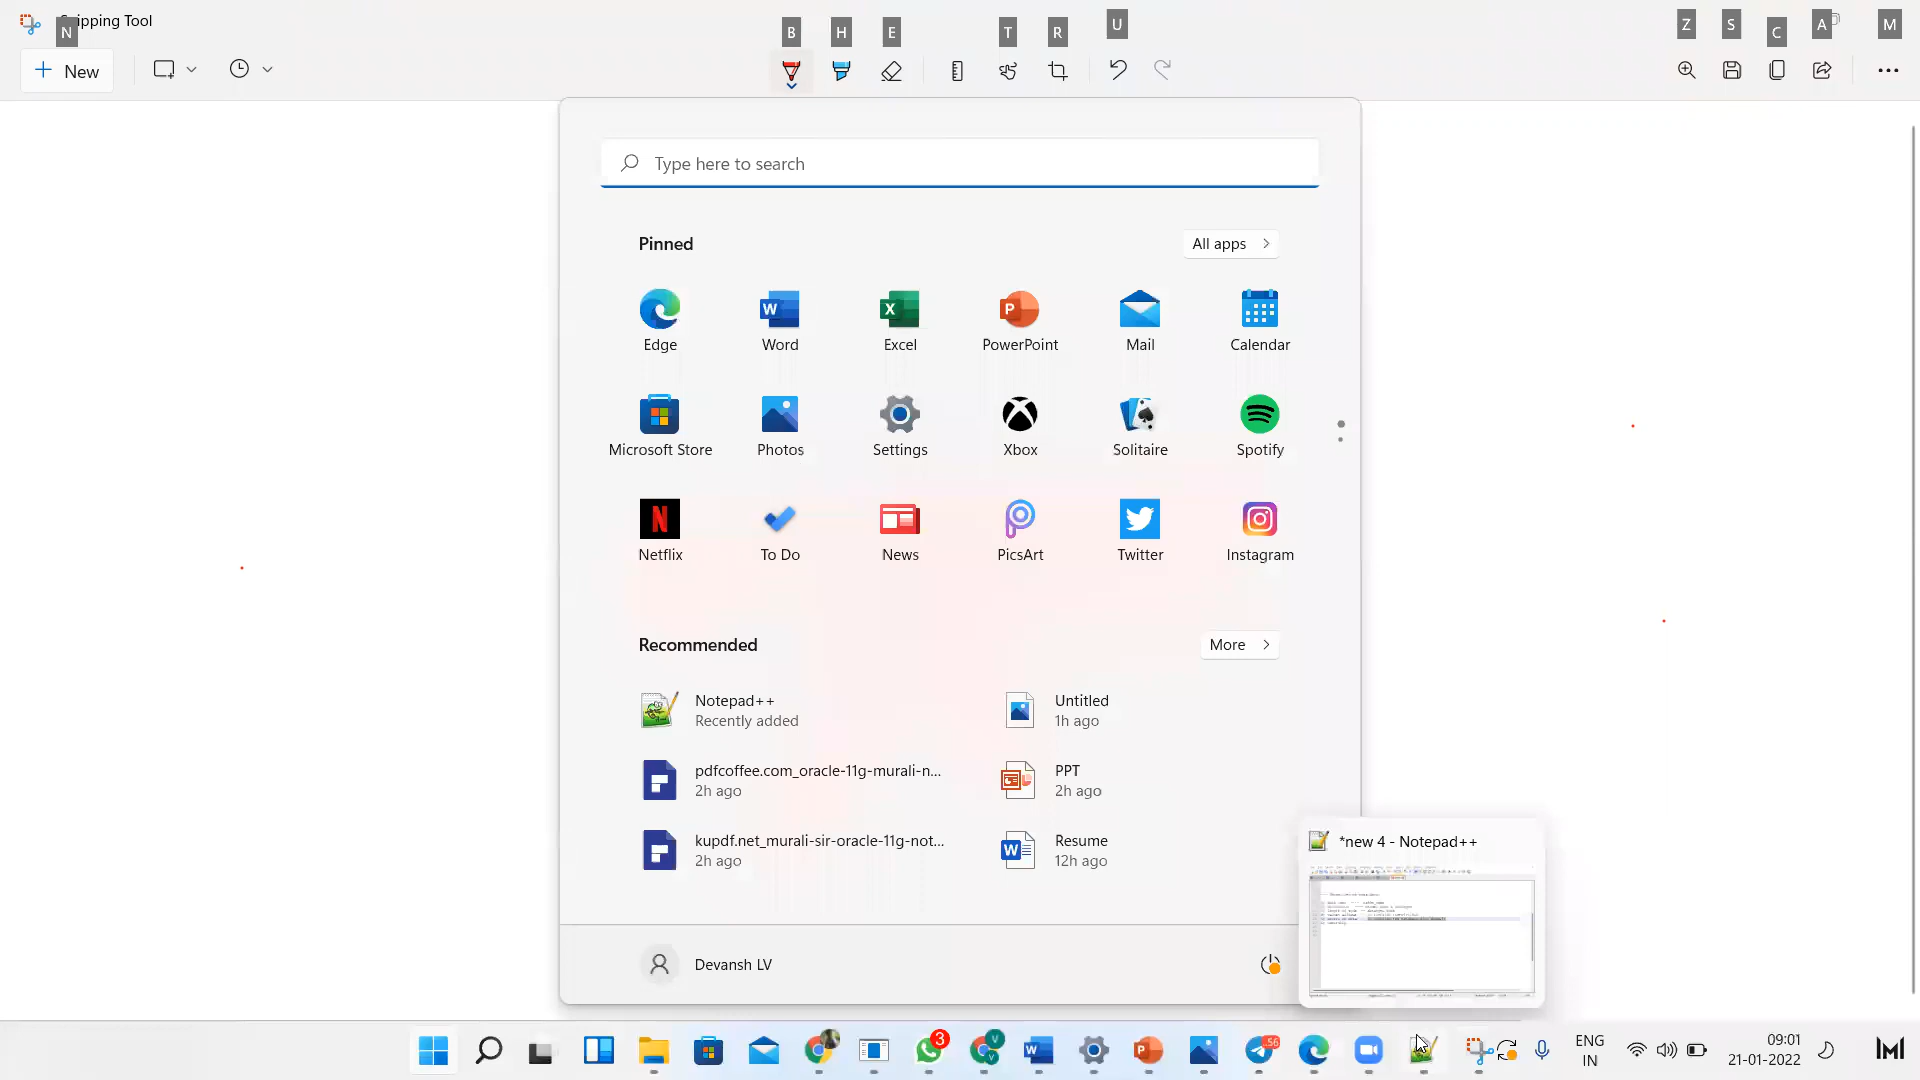 Snipping Tool
N
B
H
E
T
R
U
Z
S
C
A
M
New
Type here to search
Pinned
All apps
Edge
Word
Excel
PowerPoint
Mail
Calendar
Microsoft Store
Photos
Settings
Xbox
Solitaire
Spotify
Netflix
To Do
News
PicsArt
Twitter
Instagram
Recommended
More
Notepad++
Recently added
Untitled
1h ago
pdfcoffee.com_oracle-11g-murali-n...
2h ago
PPT
2h ago
kupdf.net_murali-sir-oracle-11g-not...
2h ago
Resume
12h ago
*new 4 - Notepad++
Devansh LV
3
V
V
56
ENG
IN
09:01
21-01-2022